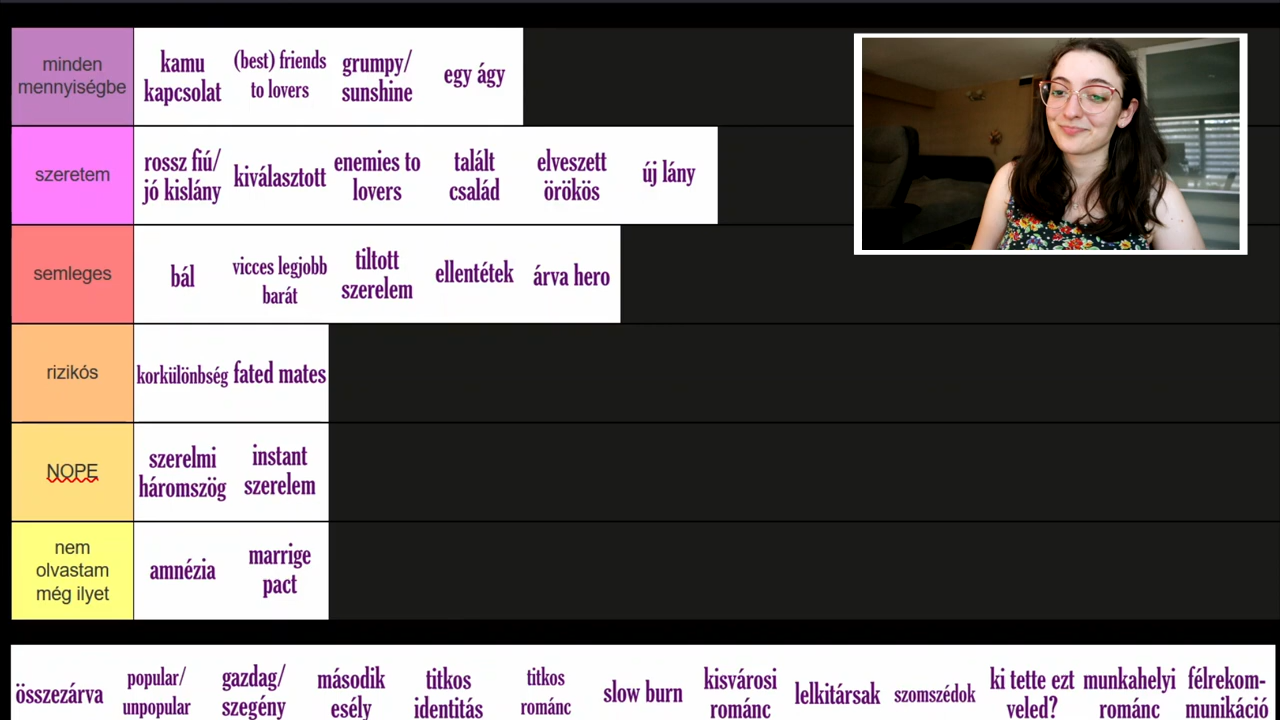 minden
mennyiségbe
kamu
kapcsolat
(best) friends
to lovers
grumpy/
sunshine
egy ágy
szeretem
rossz fiú/
jó kislány
kiválasztott
enemies to
lovers
talált
család
elveszett
örökös
új lány
semleges
bál
vicces legjobb
barát
tiltott
szerelem
ellentétek
árva hero
rizikós
korkülönbség
fated mates
NOPE
szerelmi
háromszög
instant
szerelem
nem
olvastam
még ilyet
amnézia
marrige
pact
összezárva
popular/
unpopular
gazdag/
szegény
második
esély
titkos
identitás
titkos
románc
slow burn
kisvárosi
románc
lelkitársak
szomszédok
ki tette ezt
veled?
munkahelyi
románc
félrekom-
munikáció